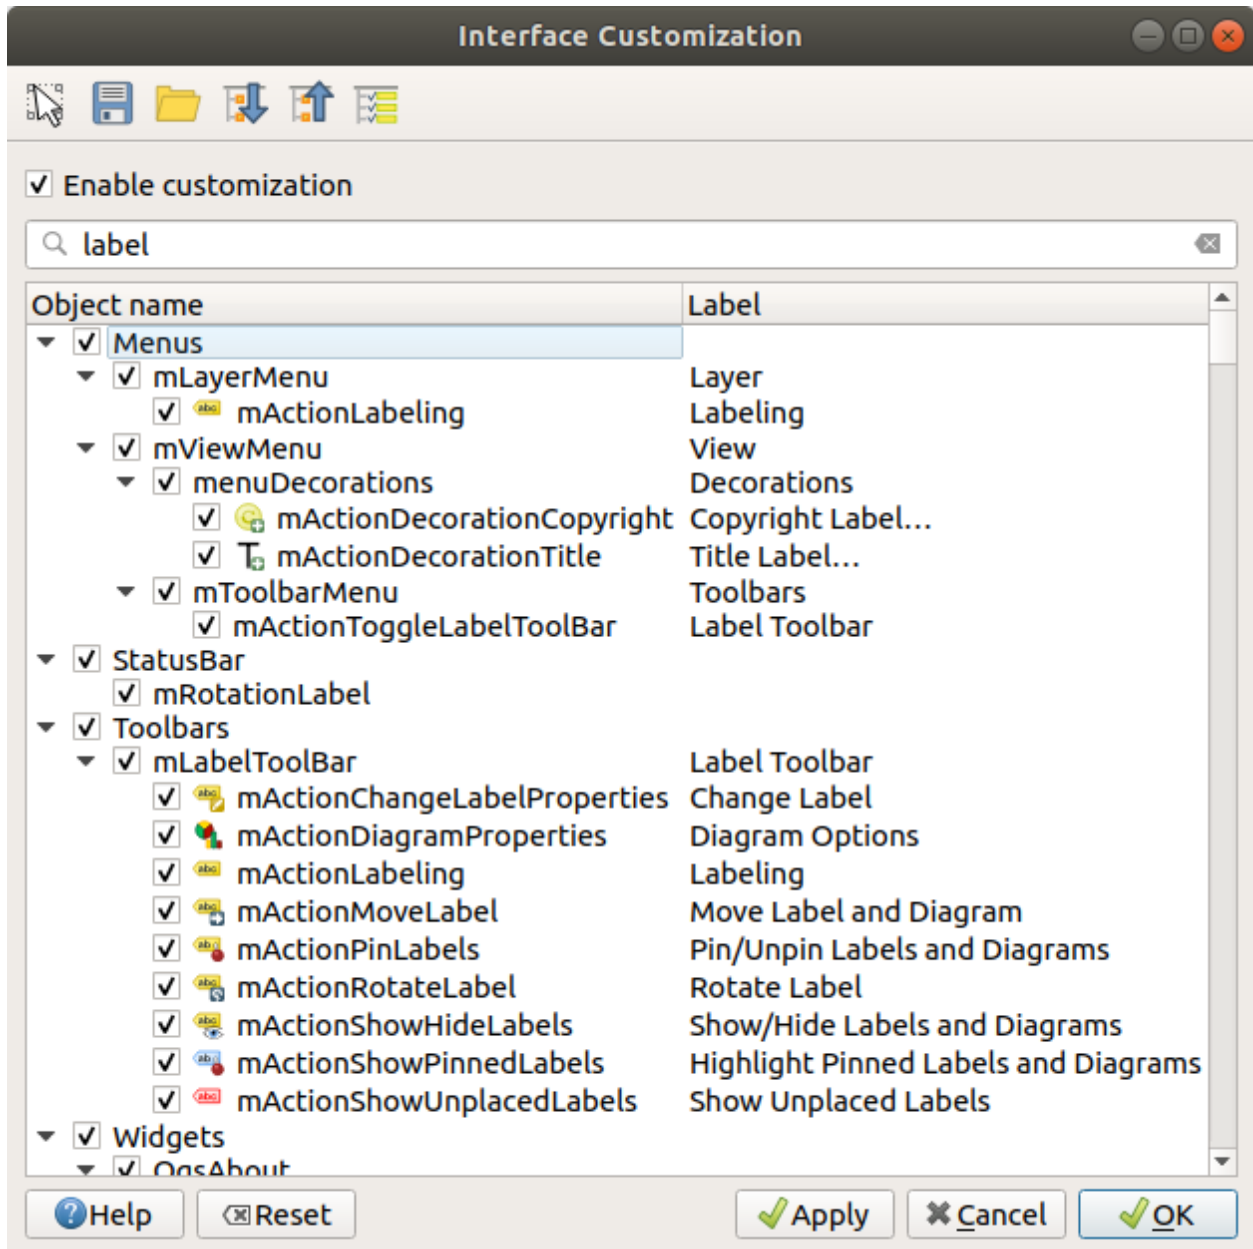 Interface Customization
Enable customization
label
Object name Label
Menus
mLayerMenu Layer
mActionLabeling Labeling
mViewMenu View
menuDecorations Decorations
mActionDecorationCopyright Copyright Label...
mActionDecorationTitle Title Label...
mToolbarMenu Toolbars
mActionToggleLabelToolBar Label Toolbar
StatusBar
mRotationLabel
Toolbars
mLabelToolBar Label Toolbar
mActionChangeLabelProperties Change Label
mActionDiagramProperties Diagram Options
mActionLabeling Labeling
mActionMoveLabel Move Label and Diagram
mActionPinLabels Pin/Unpin Labels and Diagrams
mActionRotateLabel Rotate Label
mActionShowHideLabels Show/Hide Labels and Diagrams
mActionShowPinnedLabels Highlight Pinned Labels and Diagrams
mActionShowUnplacedLabels Show Unplaced Labels
Widgets
QgsAbout
Help Reset Apply Cancel OK